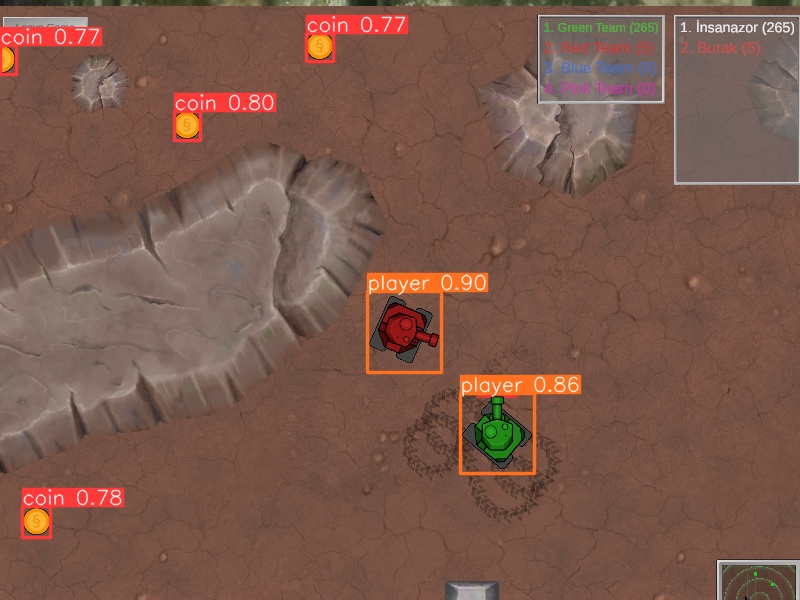 Leave Game
coin 0.77
coin 0.77
coin 0.80
1. Green Team (265)
2. Red Team (5)
3. Blue Team (0)
4. Pink Team (0)
1. İnsanazor (265)
2. Burak (5)
player 0.90
player 0.86
coin 0.78